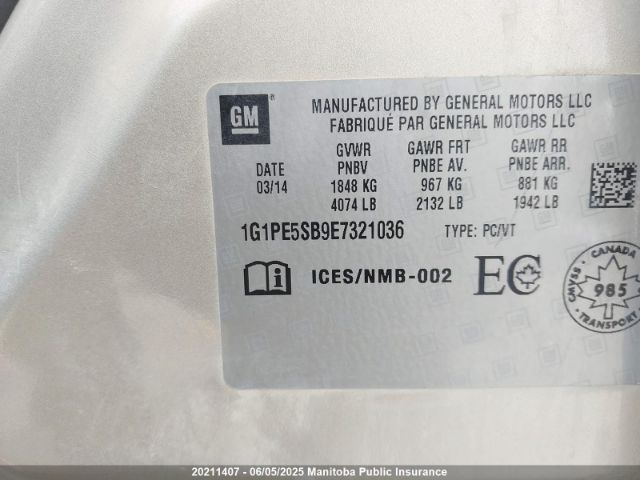 GM ®
MANUFACTURED BY GENERAL MOTORS LLC
FABRIQUÉ PAR GENERAL MOTORS LLC
GVWR GAWR FRT GAWR RR
DATE PNBV PNBE AV. PNBE ARR.
03/14 1848 KG 967 KG 881 KG
4074 LB 2132 LB 1942 LB
1G1PE5SB9E7321036 TYPE: PC/VT
ICES/NMB-002 EC
CANADA
CMVSS 985 NSVAC
TRANSPORT
20211407 - 06/05/2025 Manitoba Public Insurance